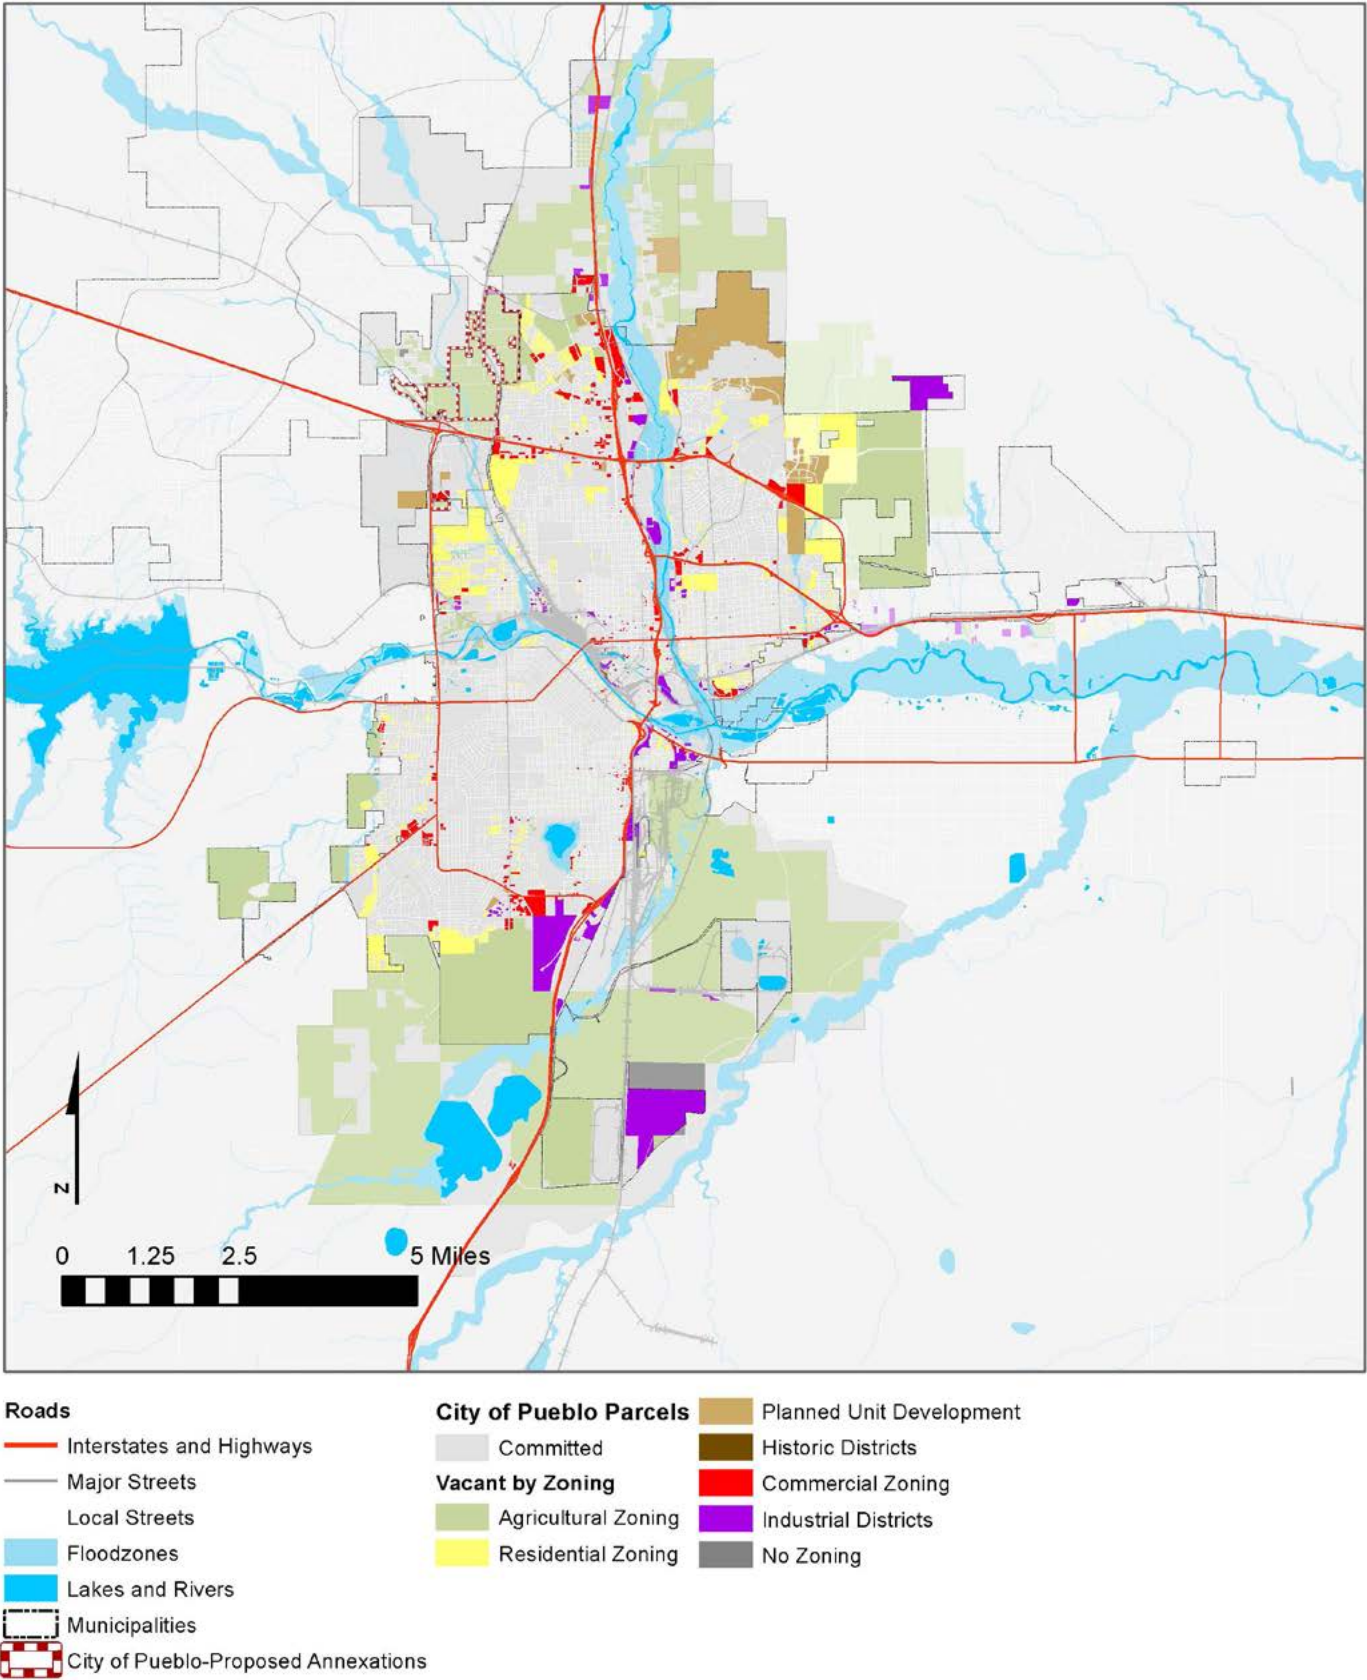 N
0 1.25 2.5 5 Miles
Roads
Interstates and Highways
Major Streets
Local Streets
Floodzones
Lakes and Rivers
Municipalities
City of Pueblo-Proposed Annexations
City of Pueblo Parcels
Committed
Vacant by Zoning
Agricultural Zoning
Residential Zoning
Planned Unit Development
Historic Districts
Commercial Zoning
Industrial Districts
No Zoning